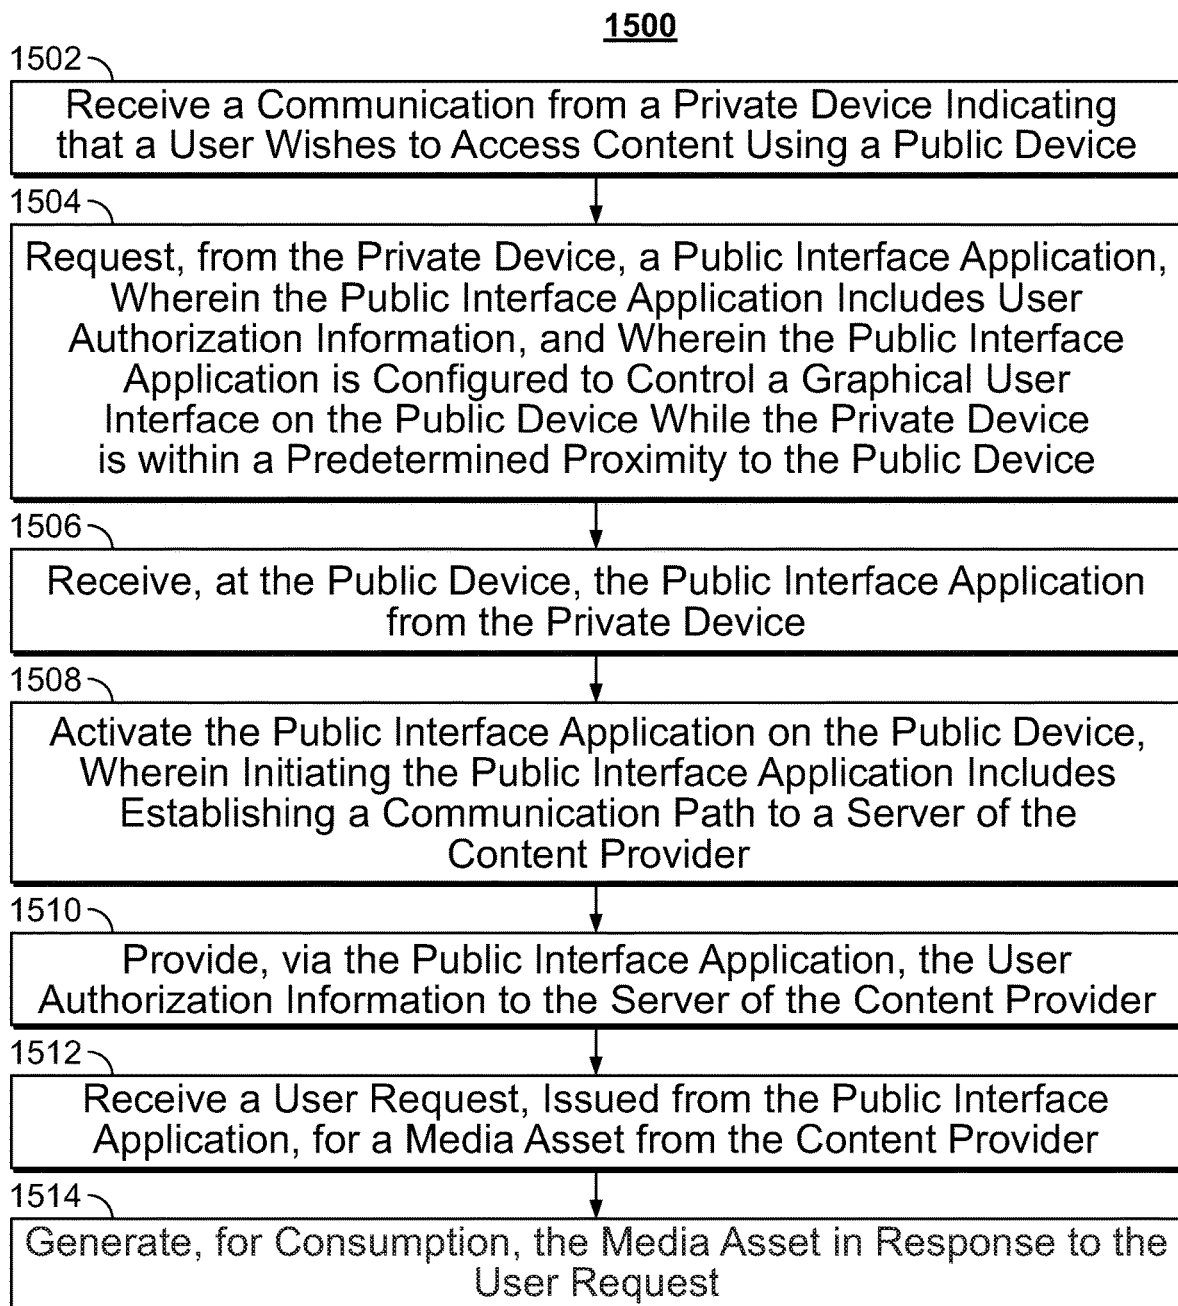 1500
1502
Receive a Communication from a Private Device Indicating
that a User Wishes to Access Content Using a Public Device
1504
Request, from the Private Device, a Public Interface Application,
Wherein the Public Interface Application Includes User
Authorization Information, and Wherein the Public Interface
Application is Configured to Control a Graphical User
Interface on the Public Device While the Private Device
is within a Predetermined Proximity to the Public Device
1506
Receive, at the Public Device, the Public Interface Application
from the Private Device
1508
Activate the Public Interface Application on the Public Device,
Wherein Initiating the Public Interface Application Includes
Establishing a Communication Path to a Server of the
Content Provider
1510
Provide, via the Public Interface Application, the User
Authorization Information to the Server of the Content Provider
1512
Receive a User Request, Issued from the Public Interface
Application, for a Media Asset from the Content Provider
1514
Generate, for Consumption, the Media Asset in Response to the
User Request